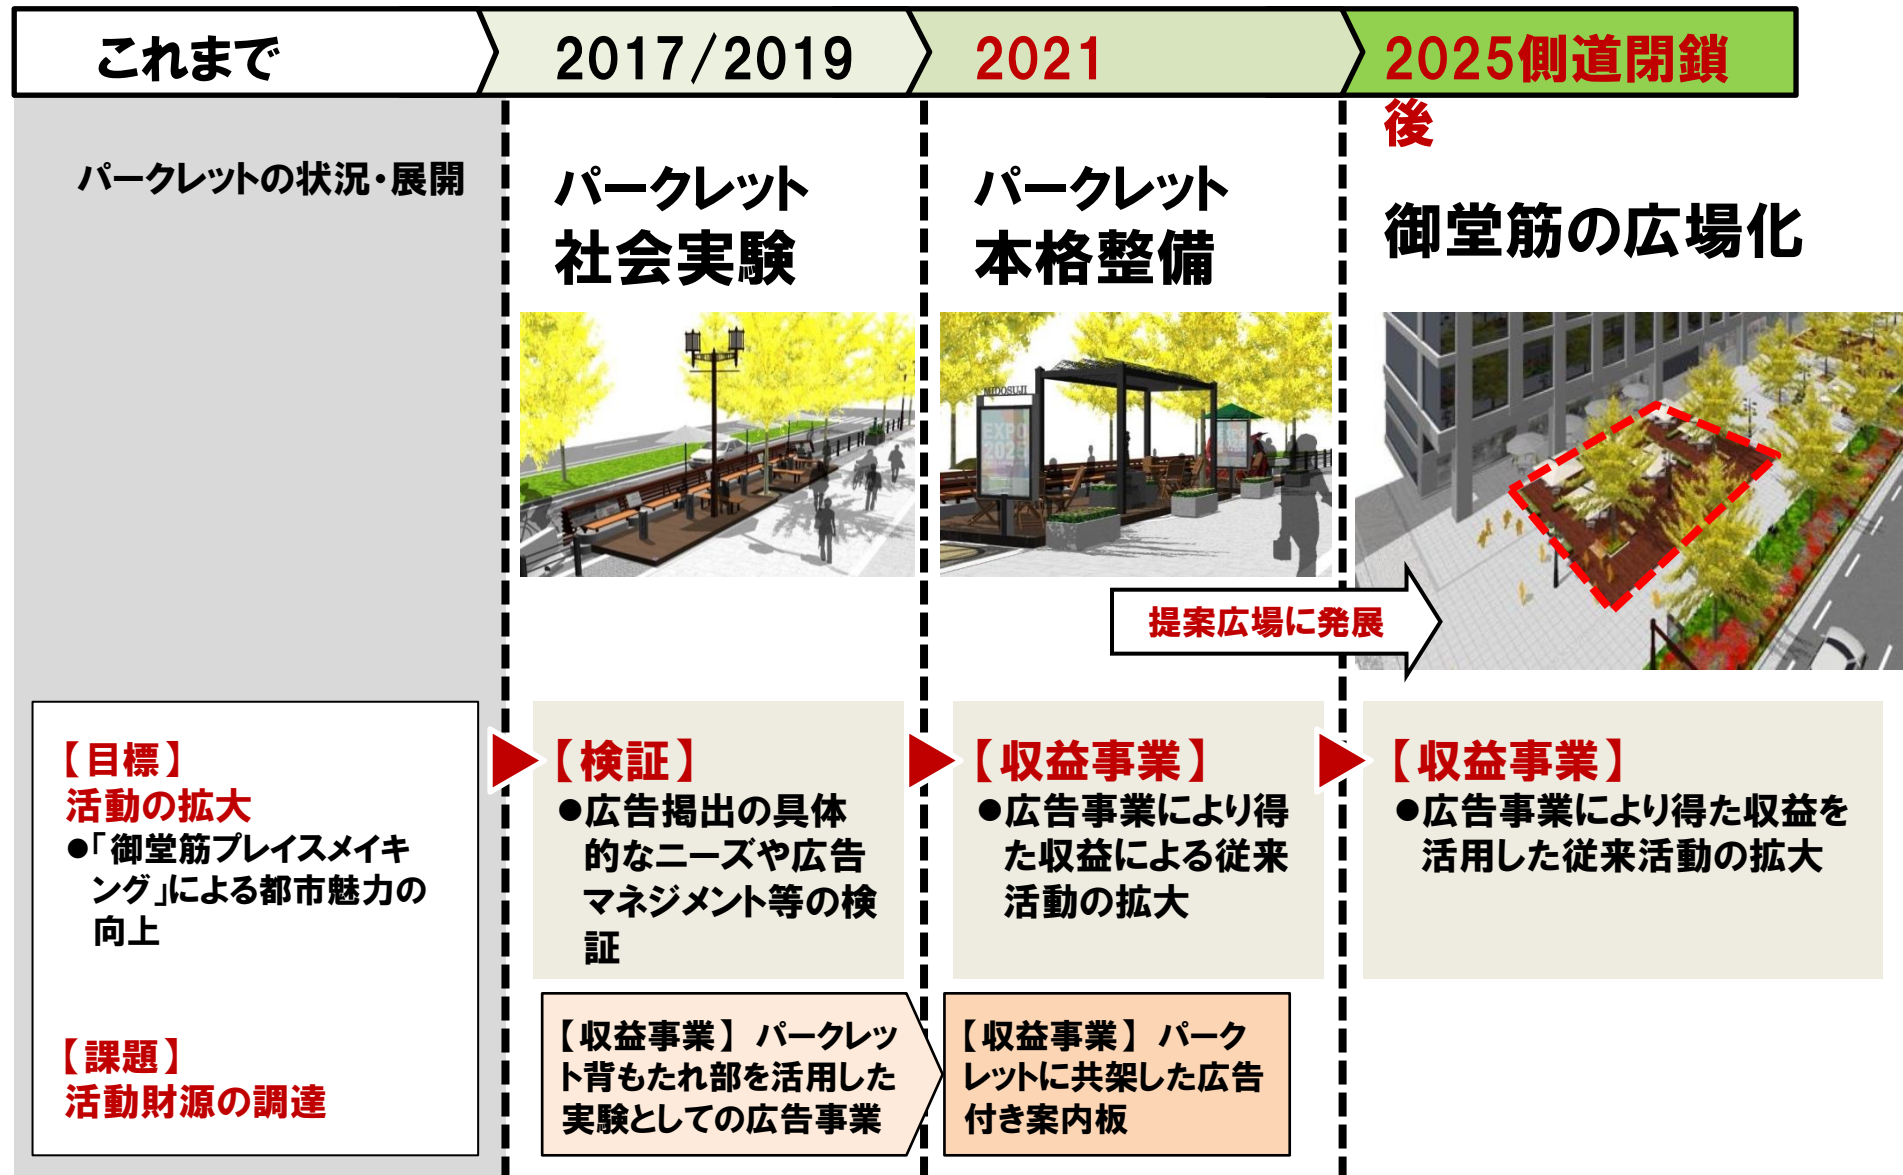 これまで
2017/2019
2021
2025側道閉鎖
後
パークレットの状況・展開
パークレット
社会実験
パークレット
本格整備
御堂筋の広場化
MIDOSUJI
EXPO
2025
提案広場に発展
【目標】
活動の拡大
●「御堂筋プレイスメイキ
ング」による都市魅力の
向上
【課題】
活動財源の調達
【検証】
●広告掲出の具体
的なニーズや広告
マネジメント等の検
証
【収益事業】
●広告事業により得
た収益による従来
活動の拡大
【収益事業】
●広告事業により得た収益を
活用した従来活動の拡大
【収益事業】パークレッ
ト背もたれ部を活用した
実験としての広告事業
【収益事業】パーク
レットに共架した広告
付き案内板